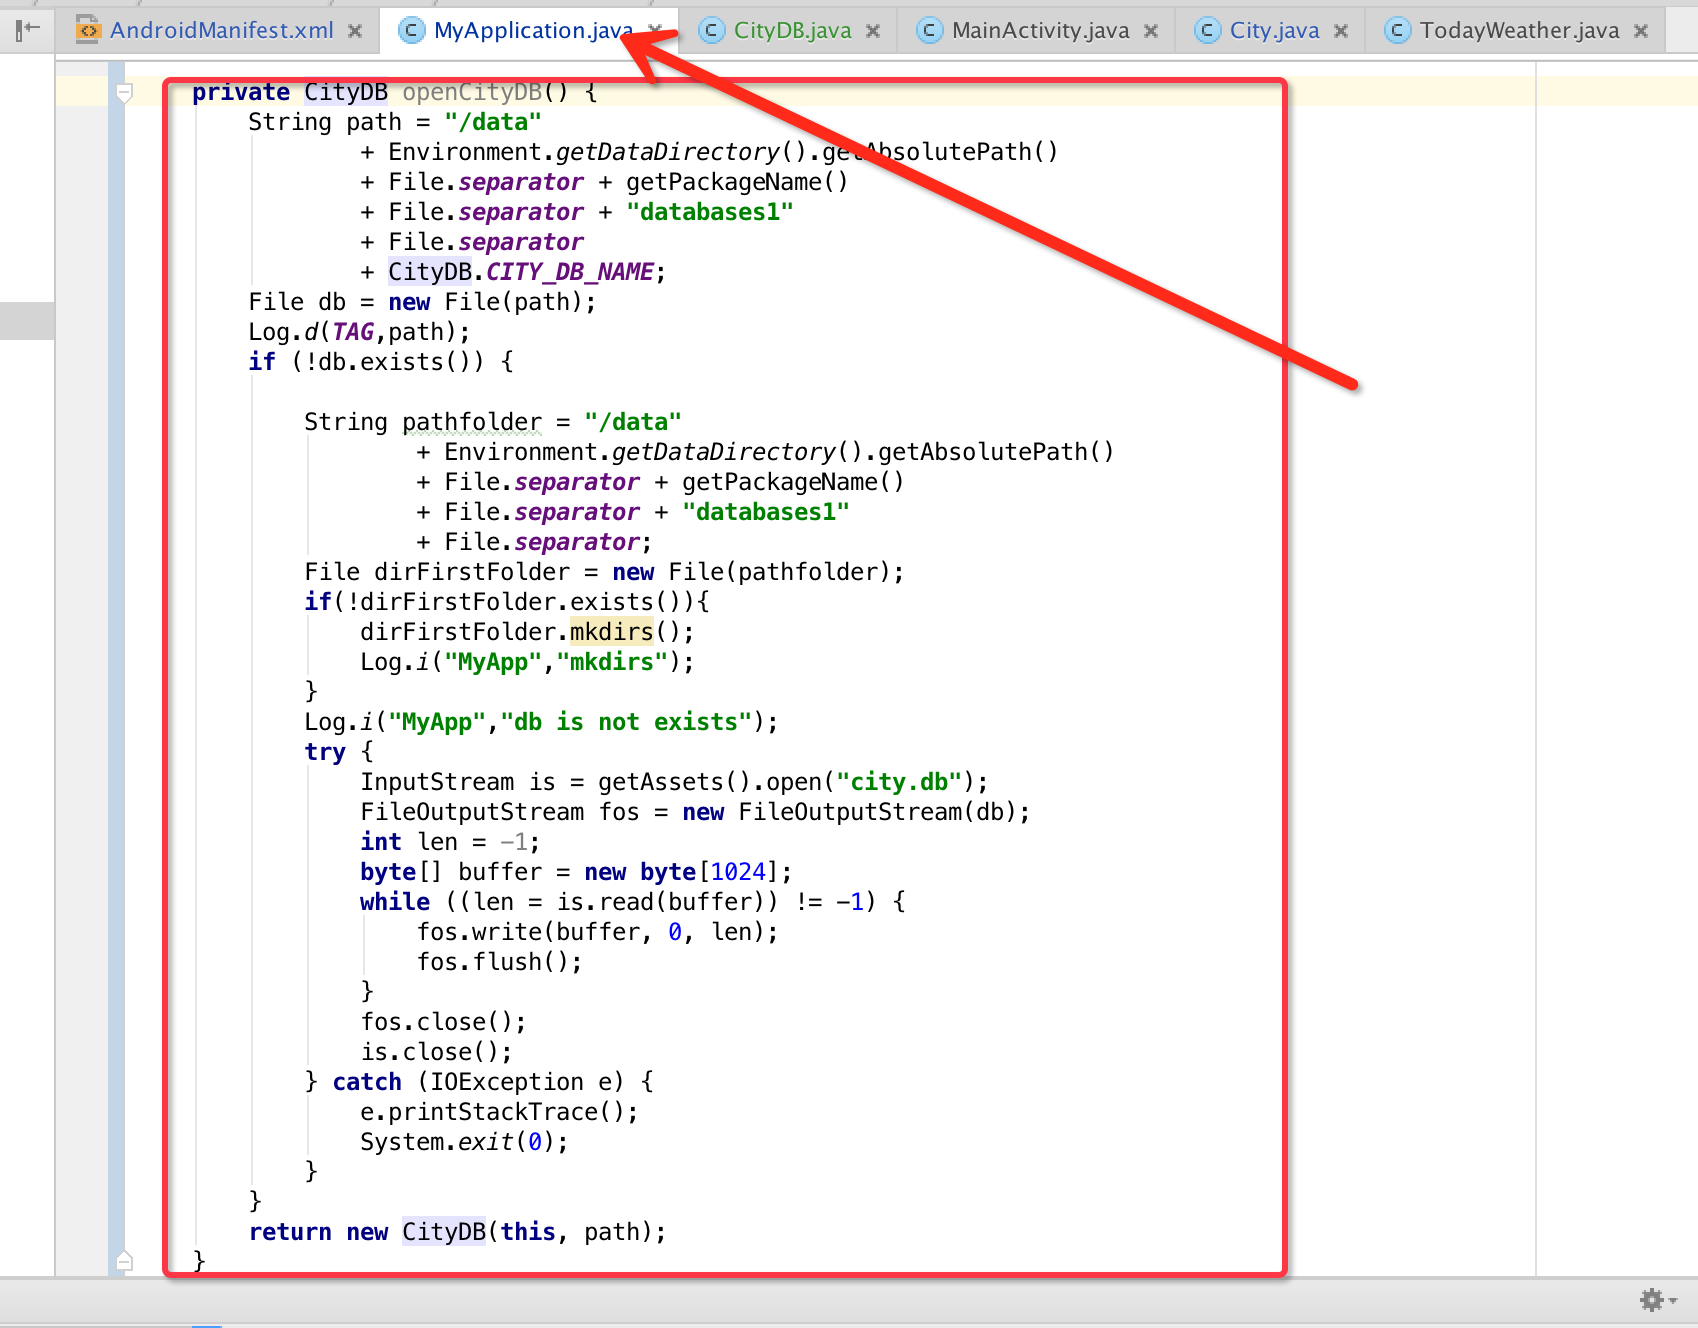 AndroidManifest.xml MyApplication.java CityDB.java MainActivity.java City.java TodayWeather.java
private CityDB openCityDB() {
String path = "/data"
+ Environment.getDataDirectory().getAbsolutePath()
+ File.separator + getPackageName()
+ File.separator + "databases1"
+ File.separator
+ CityDB.CITY_DB_NAME;
File db = new File(path);
Log.d(TAG,path);
if (!db.exists()) {
String pathfolder = "/data"
+ Environment.getDataDirectory().getAbsolutePath()
+ File.separator + getPackageName()
+ File.separator + "databases1"
+ File.separator;
File dirFirstFolder = new File(pathfolder);
if(!dirFirstFolder.exists()){
dirFirstFolder.mkdirs();
Log.i("MyApp","mkdirs");
}
Log.i("MyApp","db is not exists");
try {
InputStream is = getAssets().open("city.db");
FileOutputStream fos = new FileOutputStream(db);
int len = -1;
byte[] buffer = new byte[1024];
while ((len = is.read(buffer)) != -1) {
fos.write(buffer, 0, len);
fos.flush();
}
fos.close();
is.close();
} catch (IOException e) {
e.printStackTrace();
System.exit(0);
}
}
return new CityDB(this, path);
}